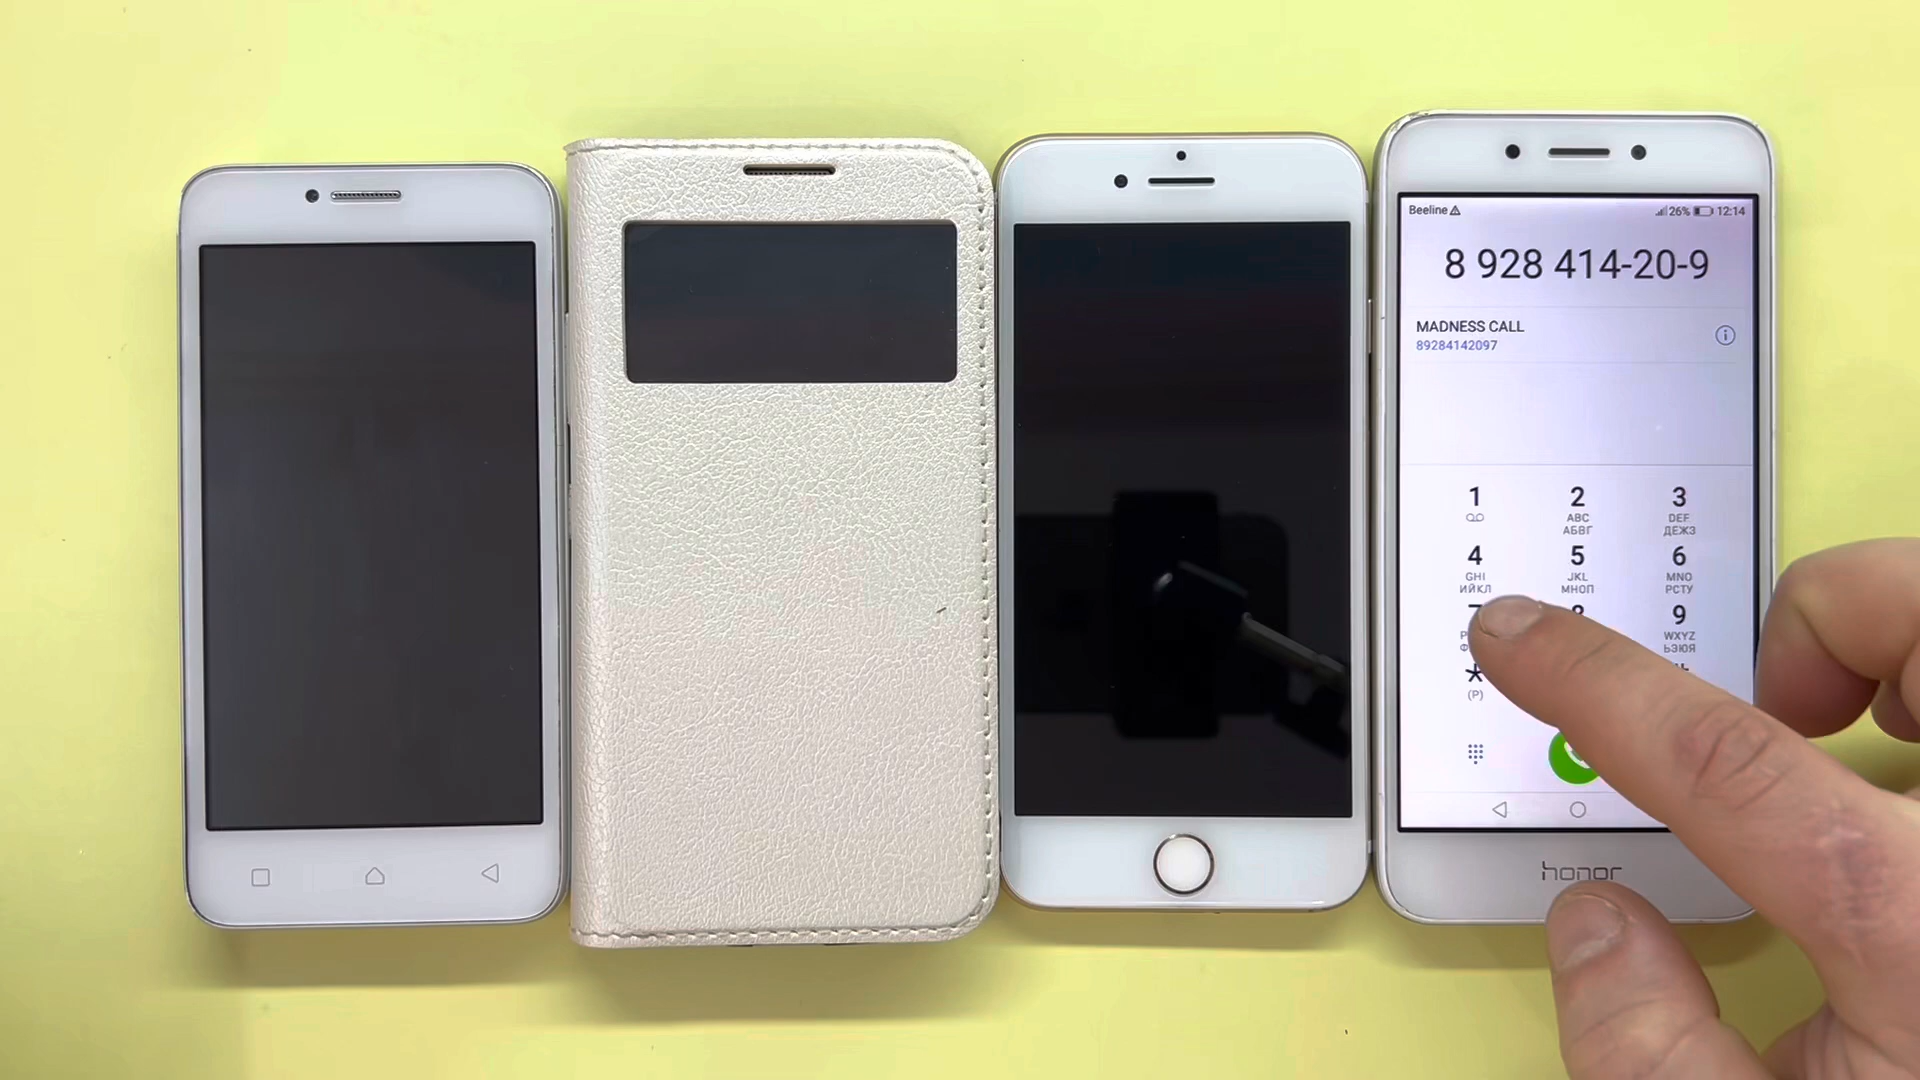 Beeline
26% 12:14
8 928 414-20-9
MADNESS CALL
89284142097
1 2 3
ABC DEF
АБВГ ДЕЖЗ
4 5 6
GHI JKL MNO
ИЙКЛ МНОП РСТУ
8 9
P WXYZ
Ф ЬЭЮЯ
*
(P)
honor